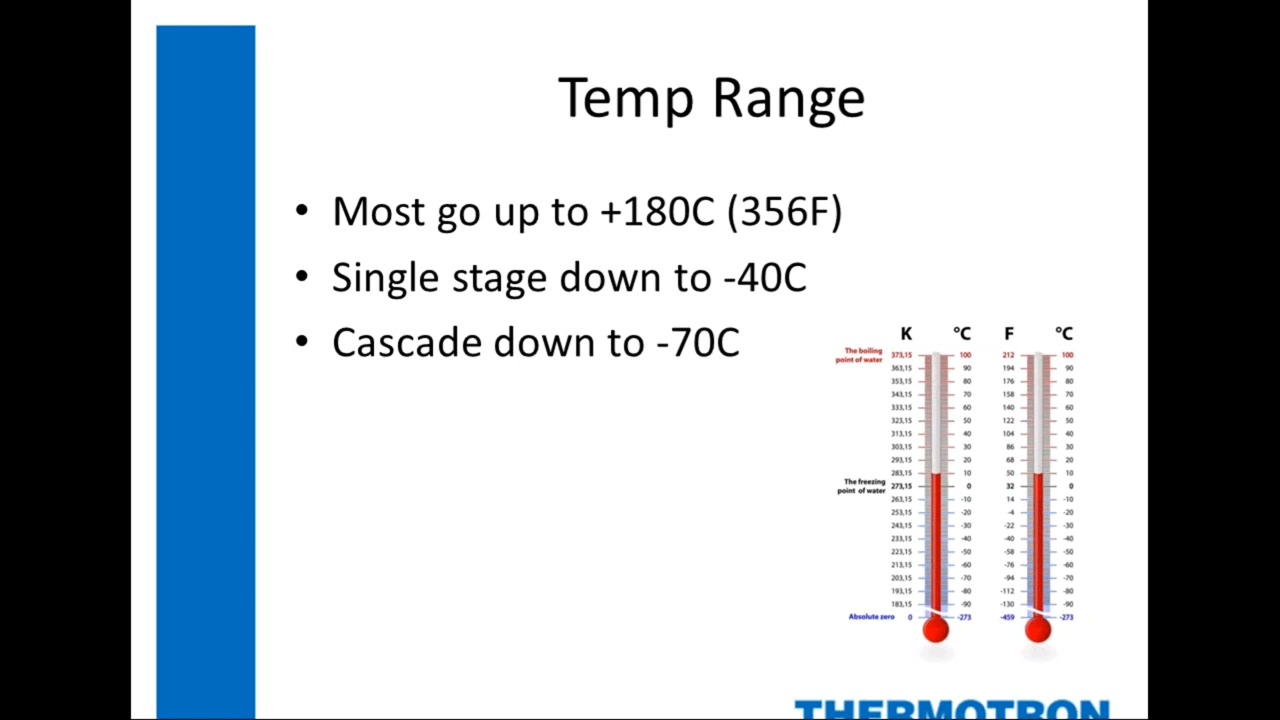 Temp Range
• Most go up to +180C (356F)
• Single stage down to -40C
• Cascade down to -70C
K °C F °C
The boiling
point of water
373,15 100 212 100
363,15 90 194 90
353,15 80 176 80
343,15 70 158 70
333,15 60 140 60
323,15 50 122 50
313,15 40 104 40
303,15 30 86 30
293,15 20 68 20
283,15 10 50 10
The freezing
point of water
273,15 0 32 0
263,15 -10 14 -10
253,15 -20 -4 -20
243,15 -30 -22 -30
233,15 -40 -40 -40
223,15 -50 -58 -50
213,15 -60 -76 -60
203,15 -70 -94 -70
193,15 -80 -112 -80
183,15 -90 -130 -90
Absolute zero 0 -273 -459 -273
THERMOTRON